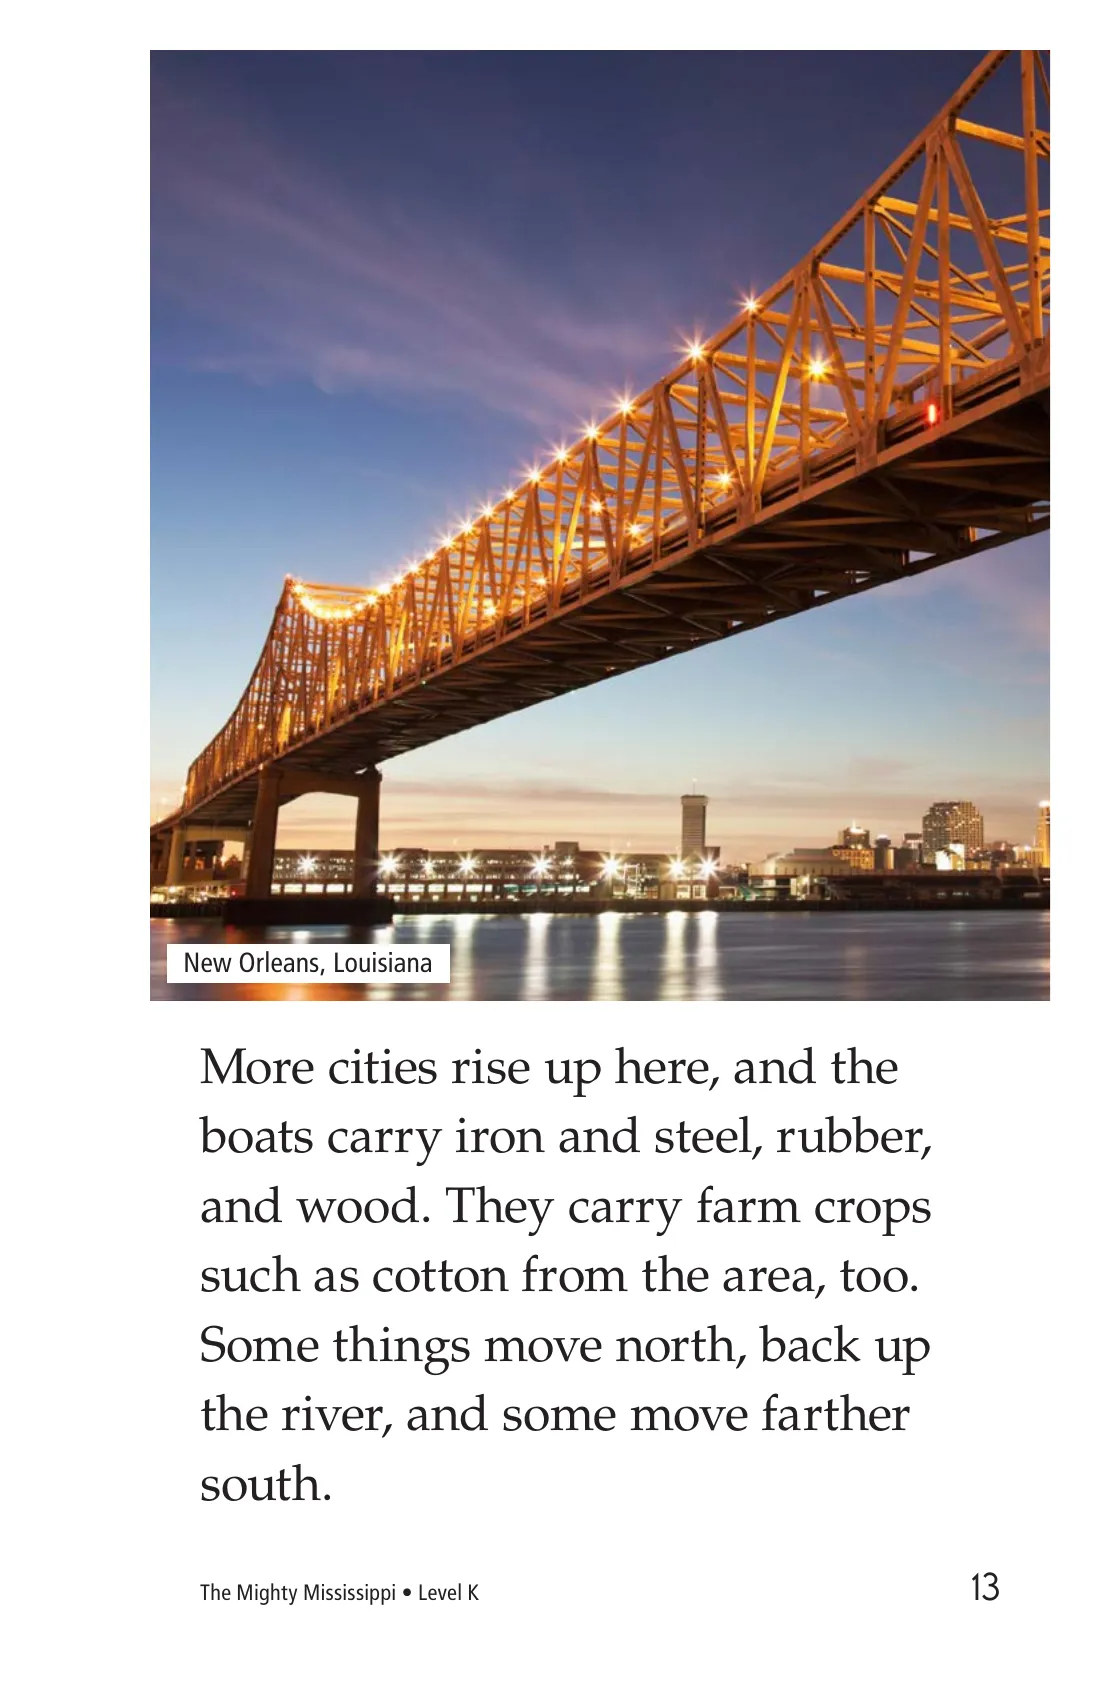 New Orleans, Louisiana
More cities rise up here, and the
boats carry iron and steel, rubber,
and wood. They carry farm crops
such as cotton from the area, too.
Some things move north, back up
the river, and some move farther
south.
The Mighty Mississippi • Level K
13